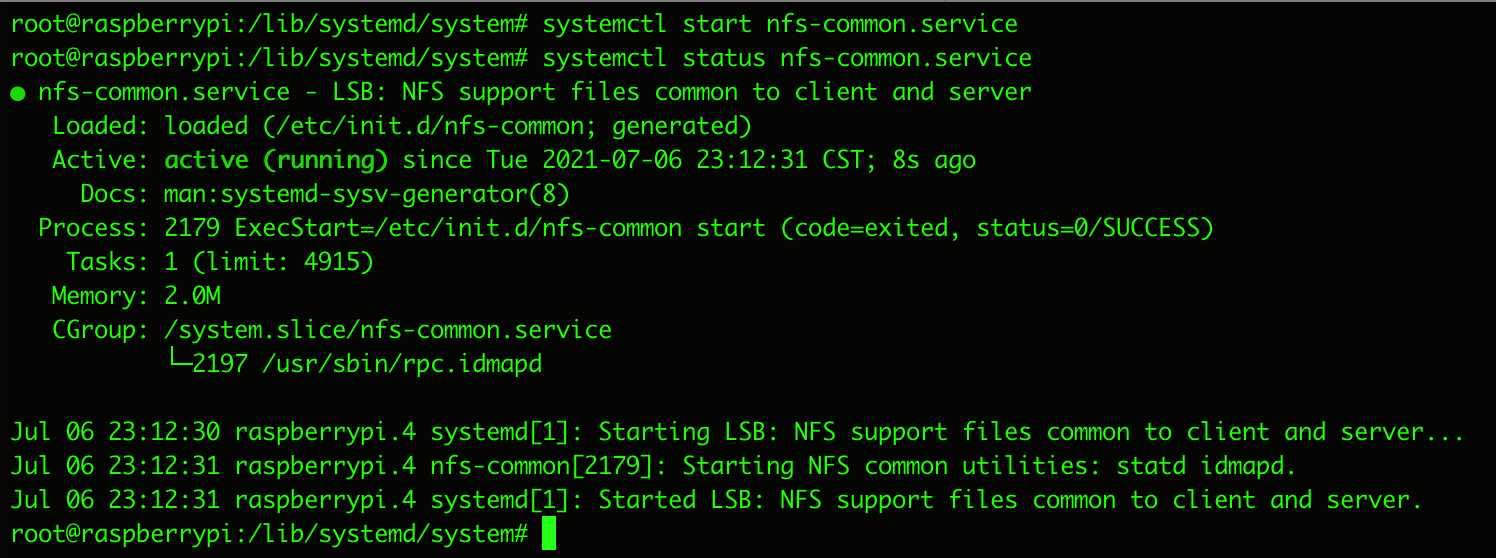 root@raspberrypi:/lib/systemd/system# systemctl start nfs-common.service
root@raspberrypi:/lib/systemd/system# systemctl status nfs-common.service
● nfs-common.service - LSB: NFS support files common to client and server
   Loaded: loaded (/etc/init.d/nfs-common; generated)
   Active: active (running) since Tue 2021-07-06 23:12:31 CST; 8s ago
     Docs: man:systemd-sysv-generator(8)
  Process: 2179 ExecStart=/etc/init.d/nfs-common start (code=exited, status=0/SUCCESS)
    Tasks: 1 (limit: 4915)
   Memory: 2.0M
   CGroup: /system.slice/nfs-common.service
           └─2197 /usr/sbin/rpc.idmapd

Jul 06 23:12:30 raspberrypi.4 systemd[1]: Starting LSB: NFS support files common to client and server...
Jul 06 23:12:31 raspberrypi.4 nfs-common[2179]: Starting NFS common utilities: statd idmapd.
Jul 06 23:12:31 raspberrypi.4 systemd[1]: Started LSB: NFS support files common to client and server.
root@raspberrypi:/lib/systemd/system#